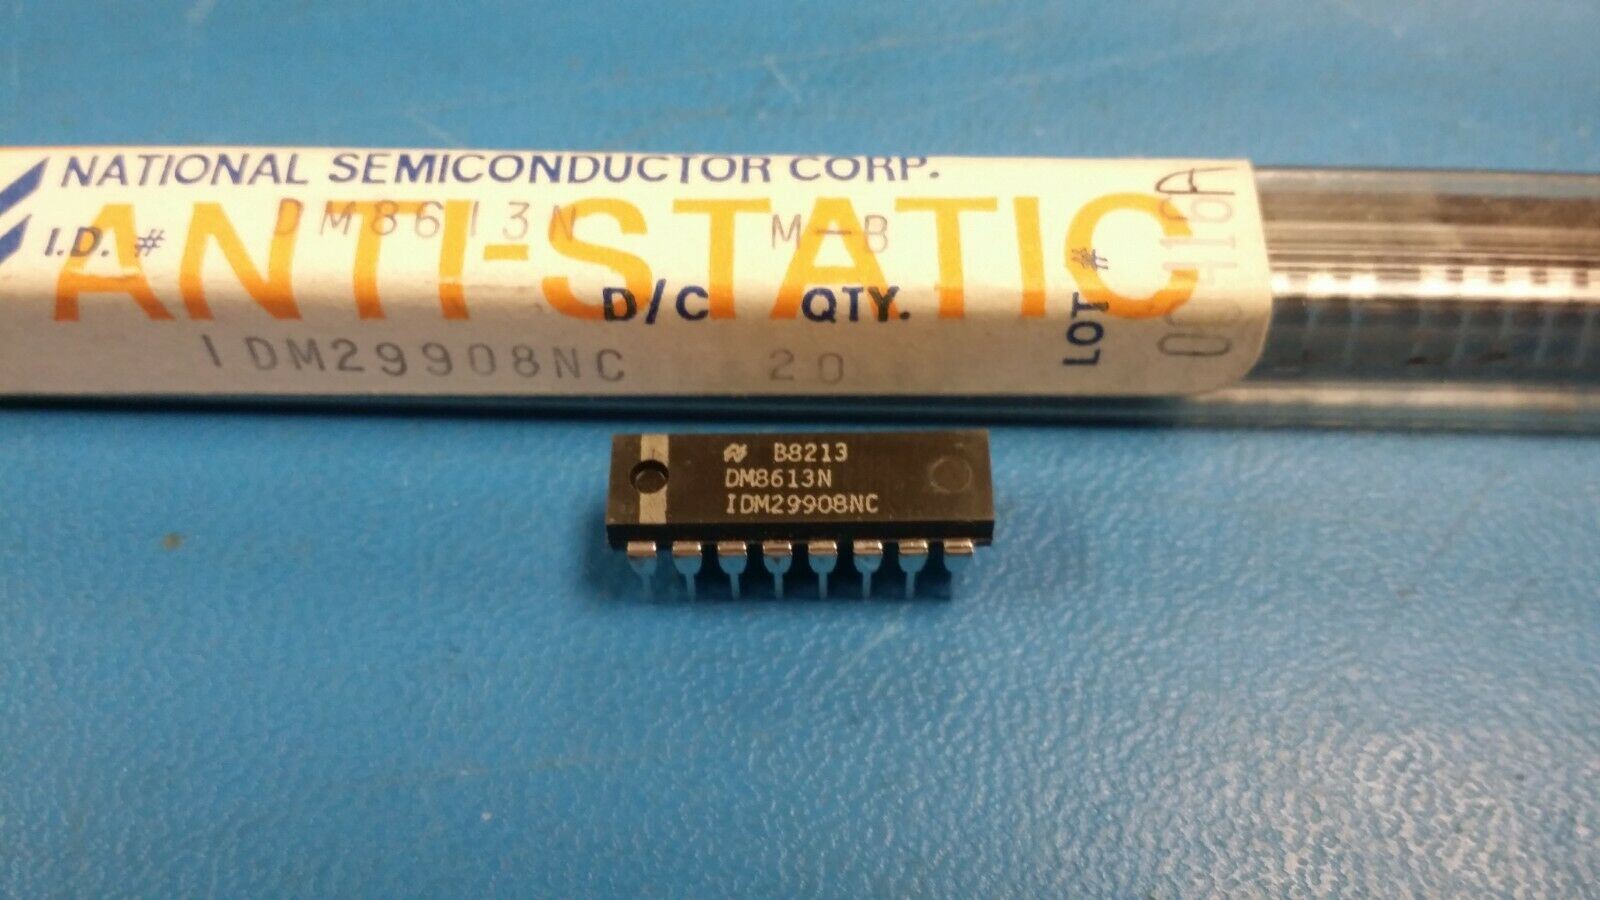 NATIONAL SEMICONDUCTOR CORP.
ANTI-STATIC
I.D. # DM8613N M-B
D/C QTY. LOT #
IDM29908NC 20
B8213
DM8613N
IDM29908NC